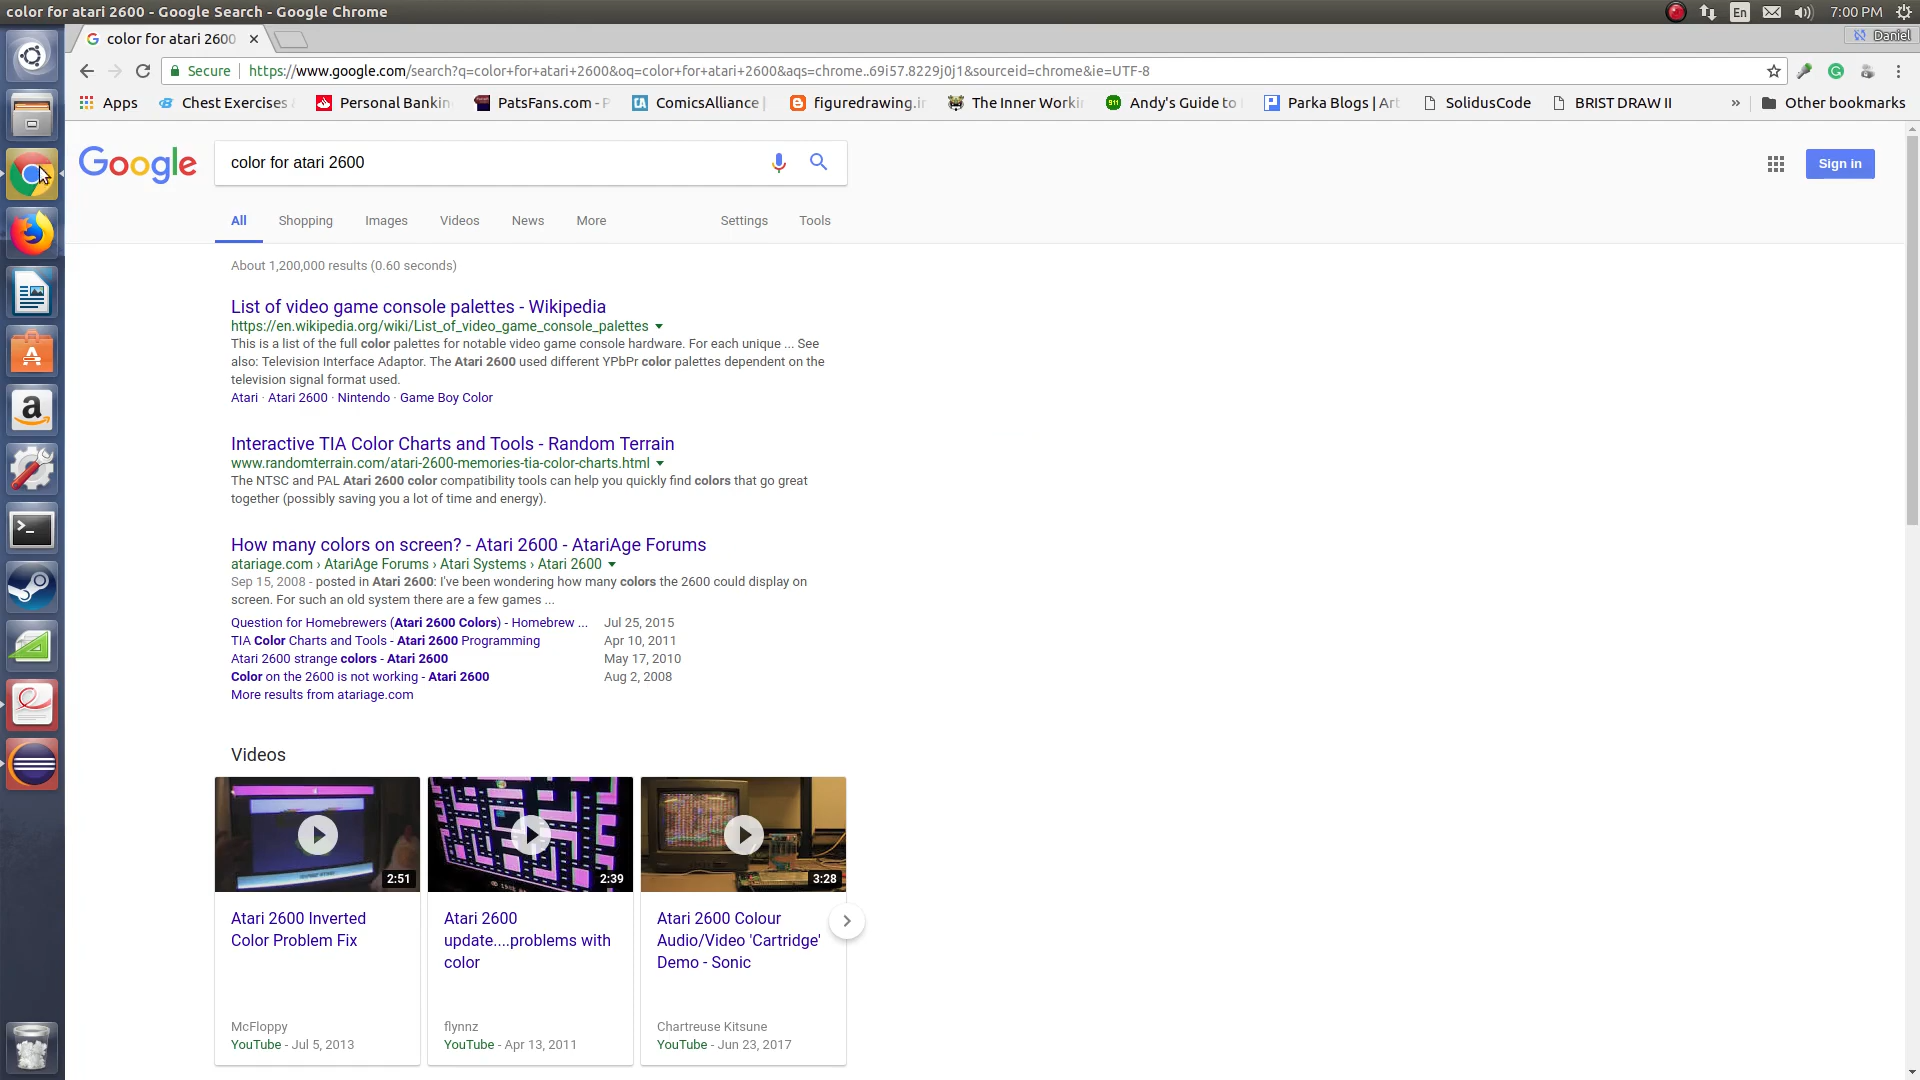 color for atari 2600 - Google Search - Google Chrome
En
7:00 PM
color for atari 2600
Daniel
Secure
https://www.google.com/search?q=color+for+atari+2600&oq=color+for+atari+2600&aqs=chrome..69i57.8229j0j1&sourceid=chrome&ie=UTF-8
Apps
Chest Exercises
Personal Bankin
PatsFans.com - P
CA
ComicsAlliance |
figuredrawing.in
The Inner Worki
911
Andy's Guide to
Parka Blogs | Art
SolidusCode
BRIST DRAW II
»
Other bookmarks
Google
color for atari 2600
Sign in
All
Shopping
Images
Videos
News
More
Settings
Tools
About 1,200,000 results (0.60 seconds)
List of video game console palettes - Wikipedia
https://en.wikipedia.org/wiki/List_of_video_game_console_palettes
This is a list of the full color palettes for notable video game console hardware. For each unique ... See
also: Television Interface Adaptor. The Atari 2600 used different YPbPr color palettes dependent on the
television signal format used.
Atari · Atari 2600 · Nintendo · Game Boy Color
Interactive TIA Color Charts and Tools - Random Terrain
www.randomterrain.com/atari-2600-memories-tia-color-charts.html
The NTSC and PAL Atari 2600 color compatibility tools can help you quickly find colors that go great
together (possibly saving you a lot of time and energy).
How many colors on screen? - Atari 2600 - AtariAge Forums
atariage.com › AtariAge Forums › Atari Systems › Atari 2600
Sep 15, 2008 - posted in Atari 2600: I've been wondering how many colors the 2600 could display on
screen. For such an old system there are a few games ...
Question for Homebrewers (Atari 2600 Colors) - Homebrew ... Jul 25, 2015
TIA Color Charts and Tools - Atari 2600 Programming Apr 10, 2011
Atari 2600 strange colors - Atari 2600 May 17, 2010
Color on the 2600 is not working - Atari 2600 Aug 2, 2008
More results from atariage.com
Videos
2:51
2:39
3:28
Atari 2600 Inverted
Color Problem Fix
McFloppy
YouTube - Jul 5, 2013
Atari 2600
update....problems with
color
flynnz
YouTube - Apr 13, 2011
Atari 2600 Colour
Audio/Video 'Cartridge'
Demo - Sonic
Chartreuse Kitsune
YouTube - Jun 23, 2017